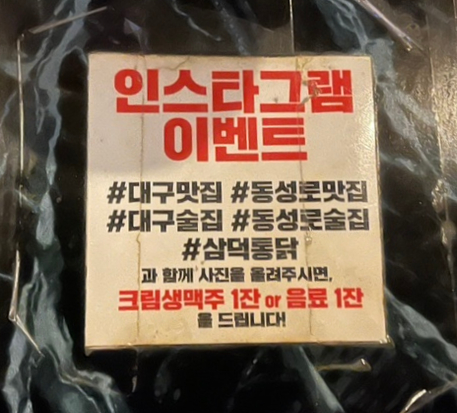 인스타그램
이벤트
#대구맛집 #동성로맛집
#대구술집 #동성로술집
#삼덕통닭
과 함께 사진을 올려주시면,
크림생맥주 1잔 or 음료 1잔
을 드립니다!